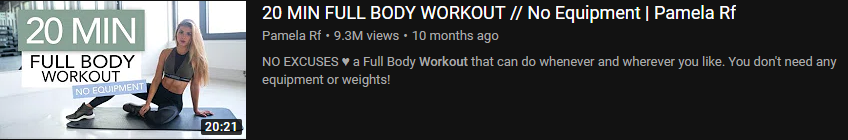 20 MIN
FULL BODY
WORKOUT
NO EQUIPMENT
20:21
20 MIN FULL BODY WORKOUT // No Equipment | Pamela Rf
Pamela Rf • 9.3M views • 10 months ago
NO EXCUSES ♥ a Full Body Workout that can do whenever and wherever you like. You don't need any
equipment or weights!